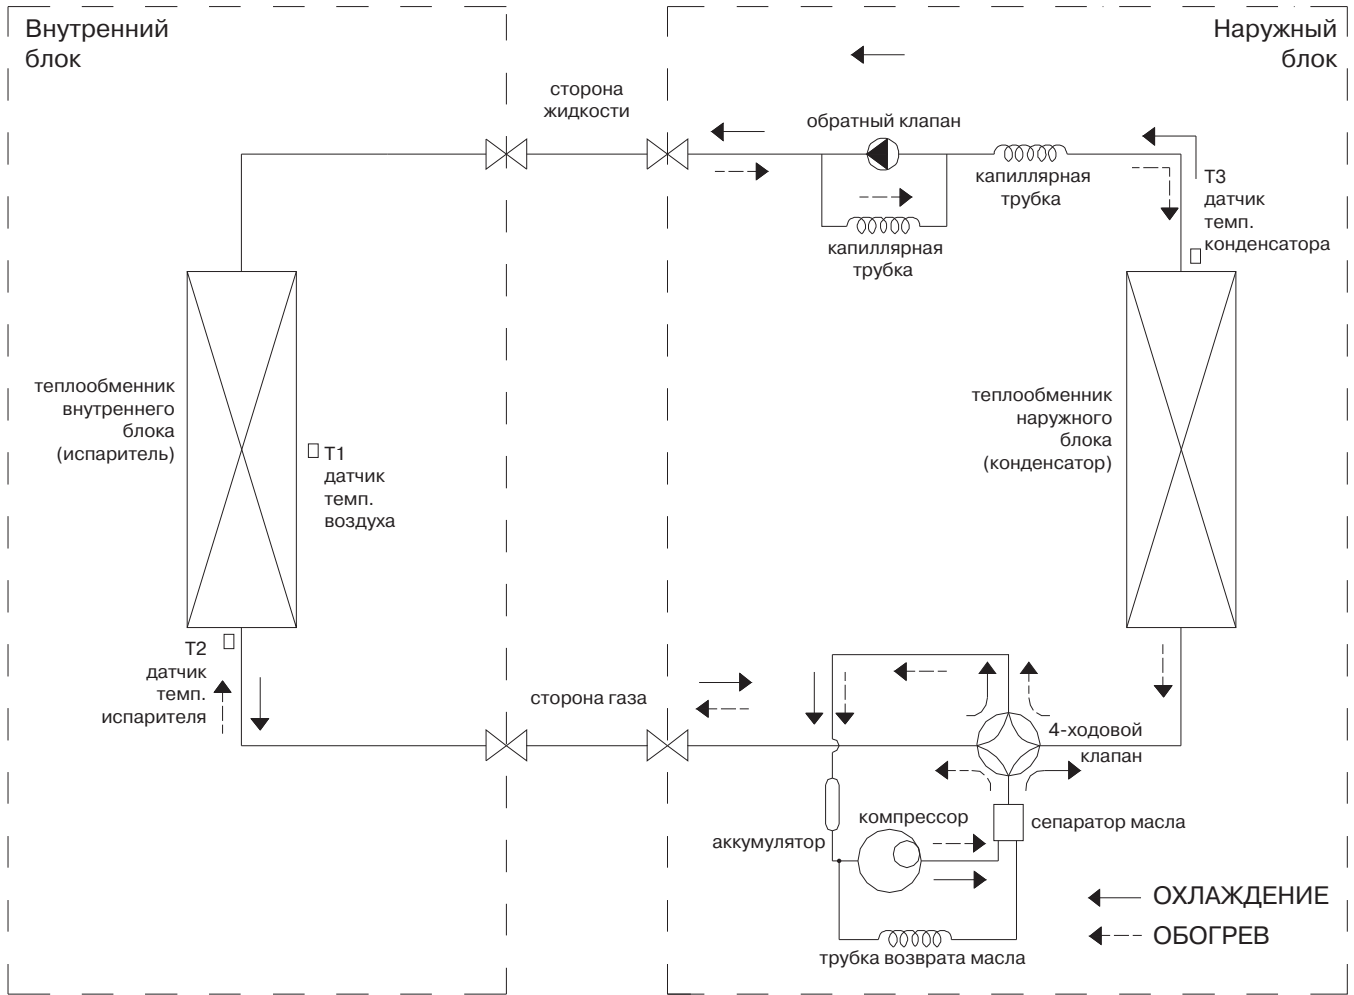 Внутренний
блок
Наружный
блок
сторона
жидкости
обратный клапан
капиллярная
трубка
капиллярная
трубка
T3
датчик
темп.
конденсатора
теплообменник
внутреннего
блока
(испаритель)
T1
датчик
темп.
воздуха
теплообменник
наружного
блока
(конденсатор)
T2
датчик
темп.
испарителя
сторона газа
4-ходовой
клапан
компрессор
сепаратор масла
аккумулятор
трубка возврата масла
ОХЛАЖДЕНИЕ
ОБОГРЕВ